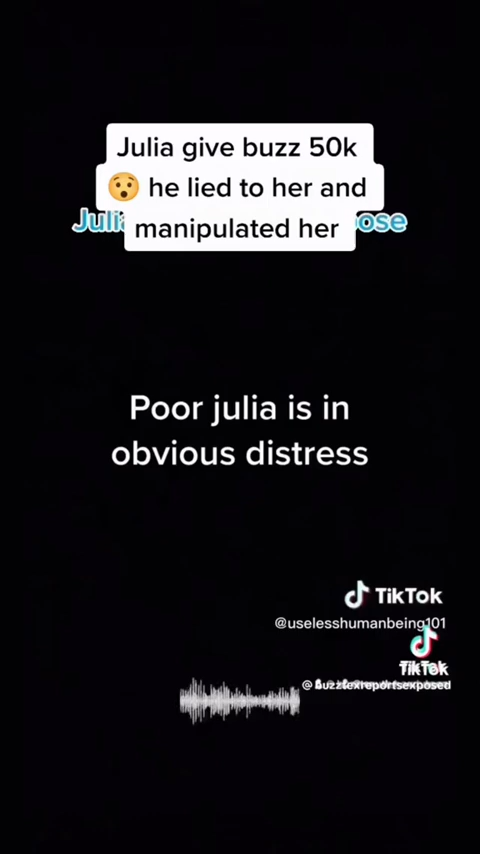 Julia give buzz 50k
😯 he lied to her and
manipulated her
Poor julia is in
obvious distress
TikTok
@uselesshumanbeing101
TikTok